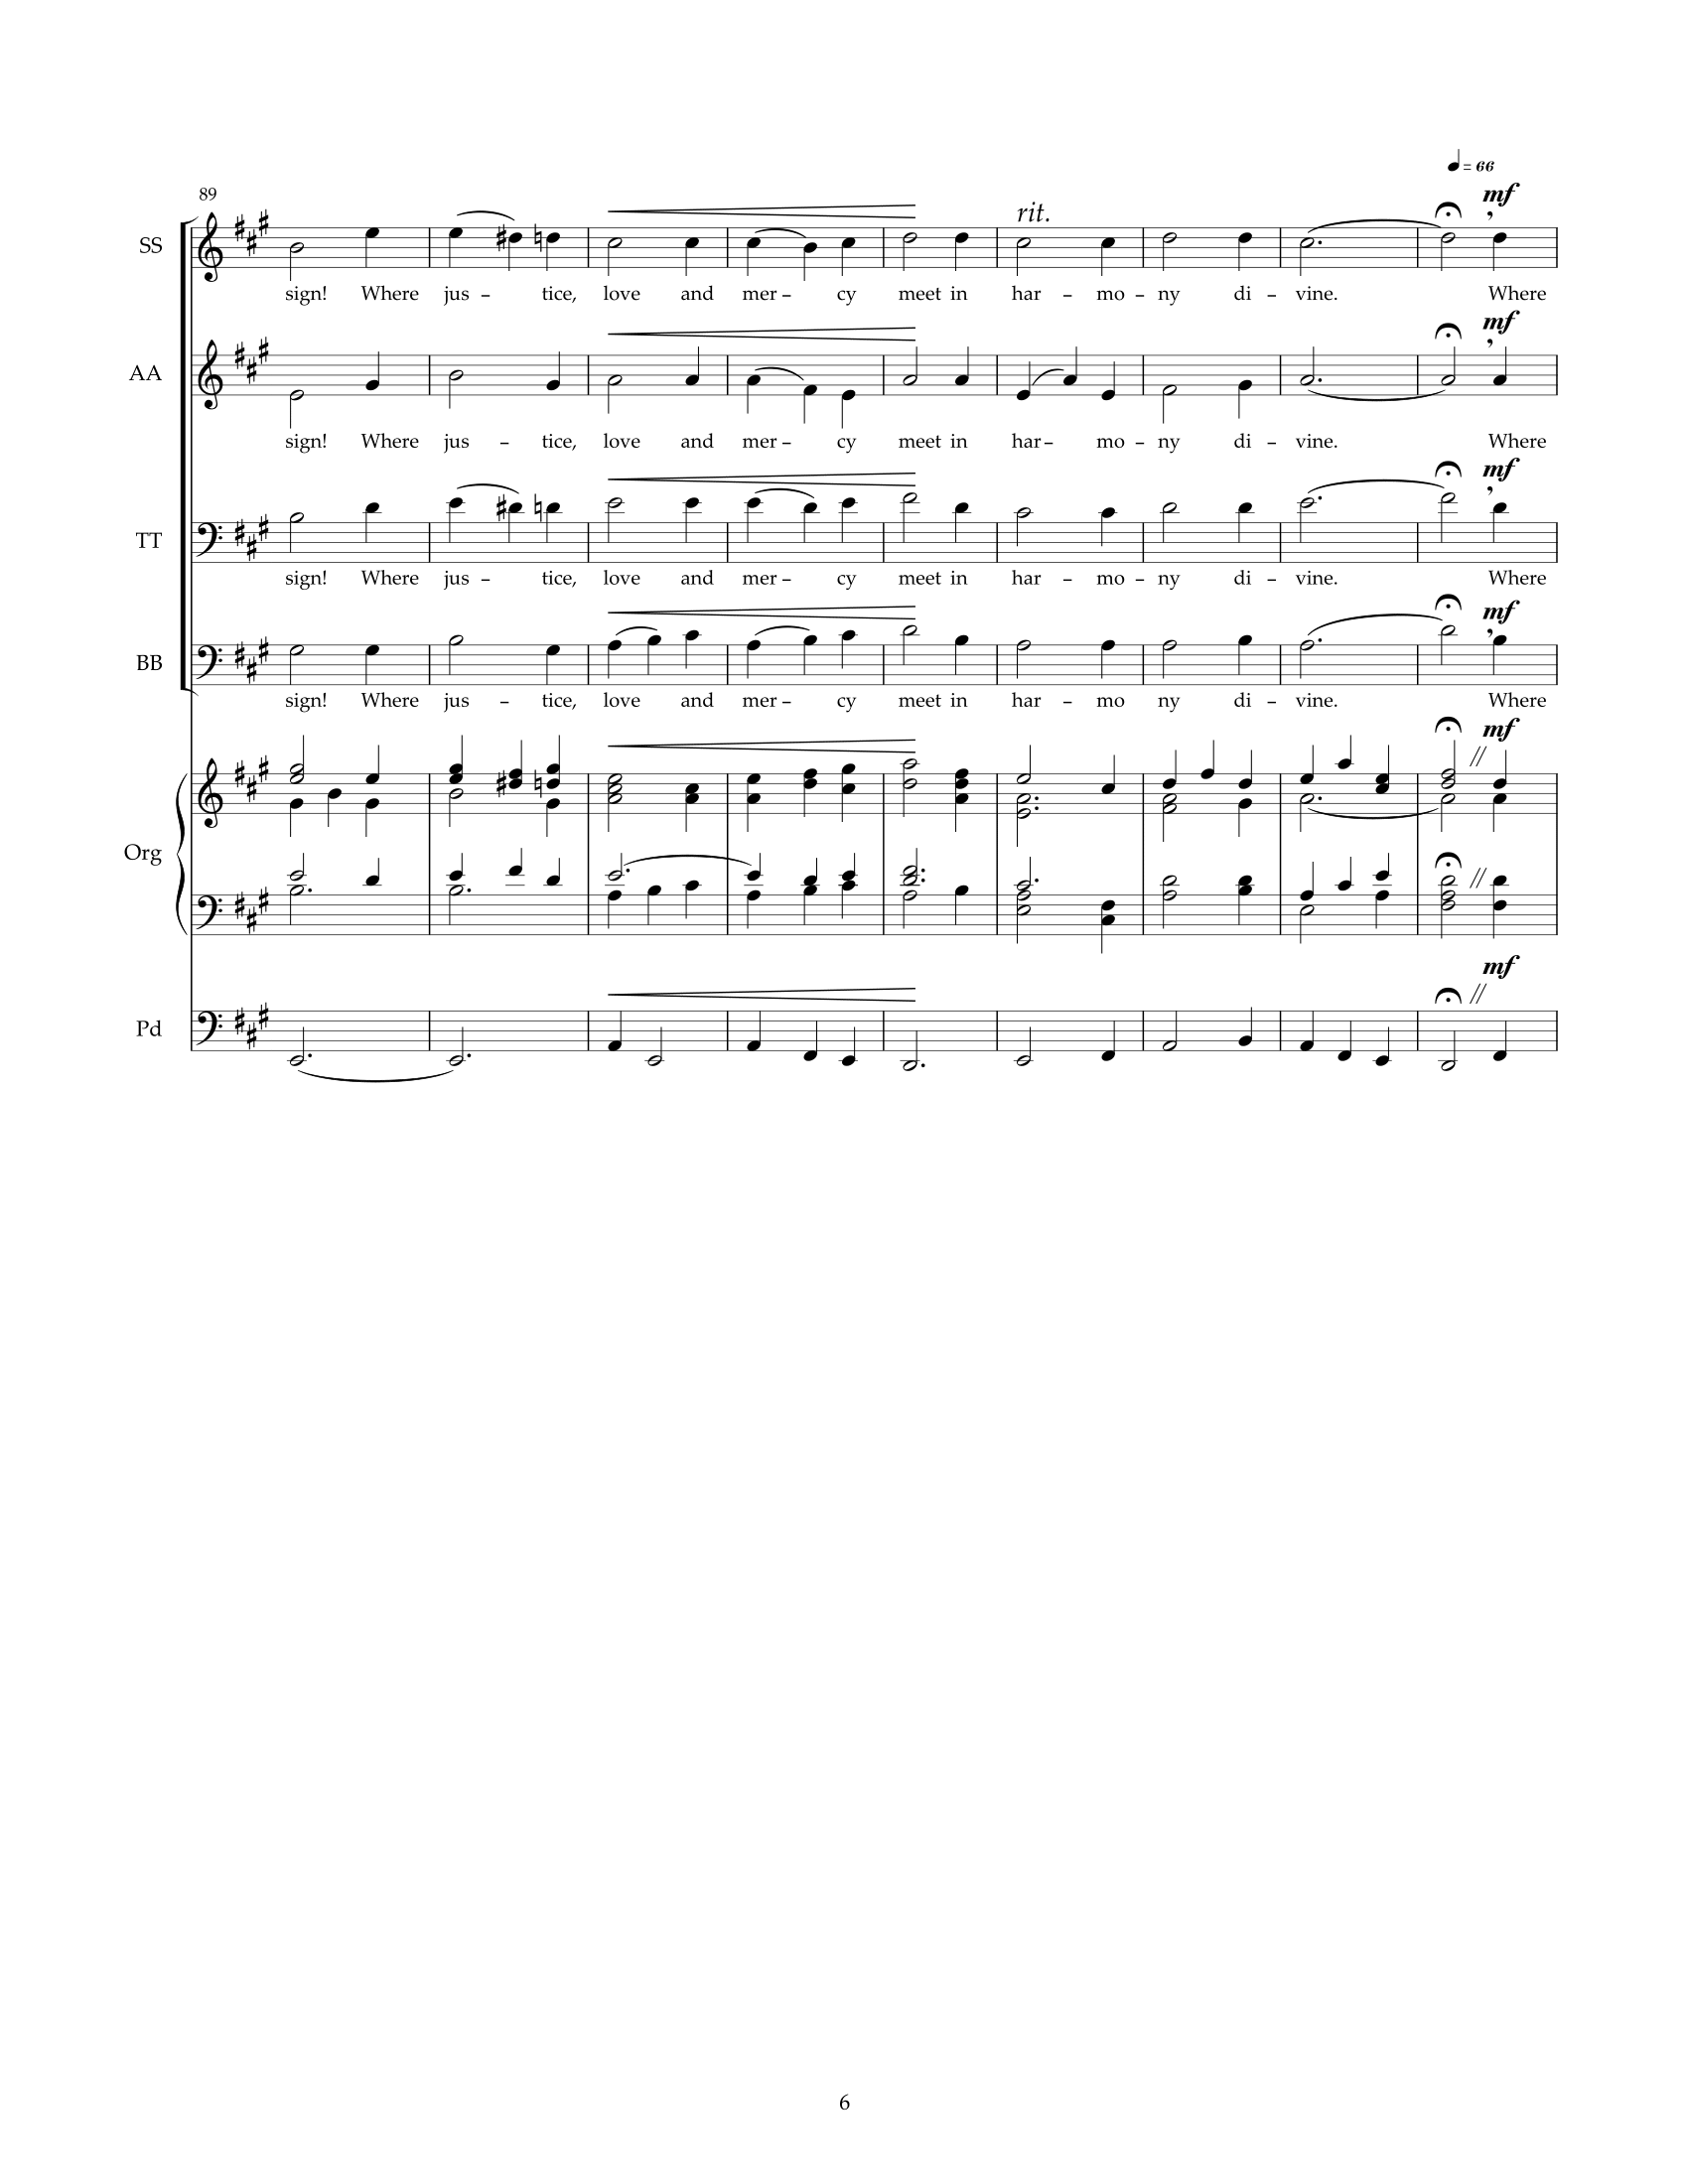 = 66
89
mf
rit.
SS
sign! Where jus – tice, love and mer – cy meet in har – mo – ny di – vine. Where
mf
AA
sign! Where jus – tice, love and mer – cy meet in har – mo – ny di – vine. Where
mf
TT
sign! Where jus – tice, love and mer – cy meet in har – mo – ny di – vine. Where
mf
BB
sign! Where jus – tice, love and mer – cy meet in har – mo ny di – vine. Where
mf
Org
mf
Pd
6